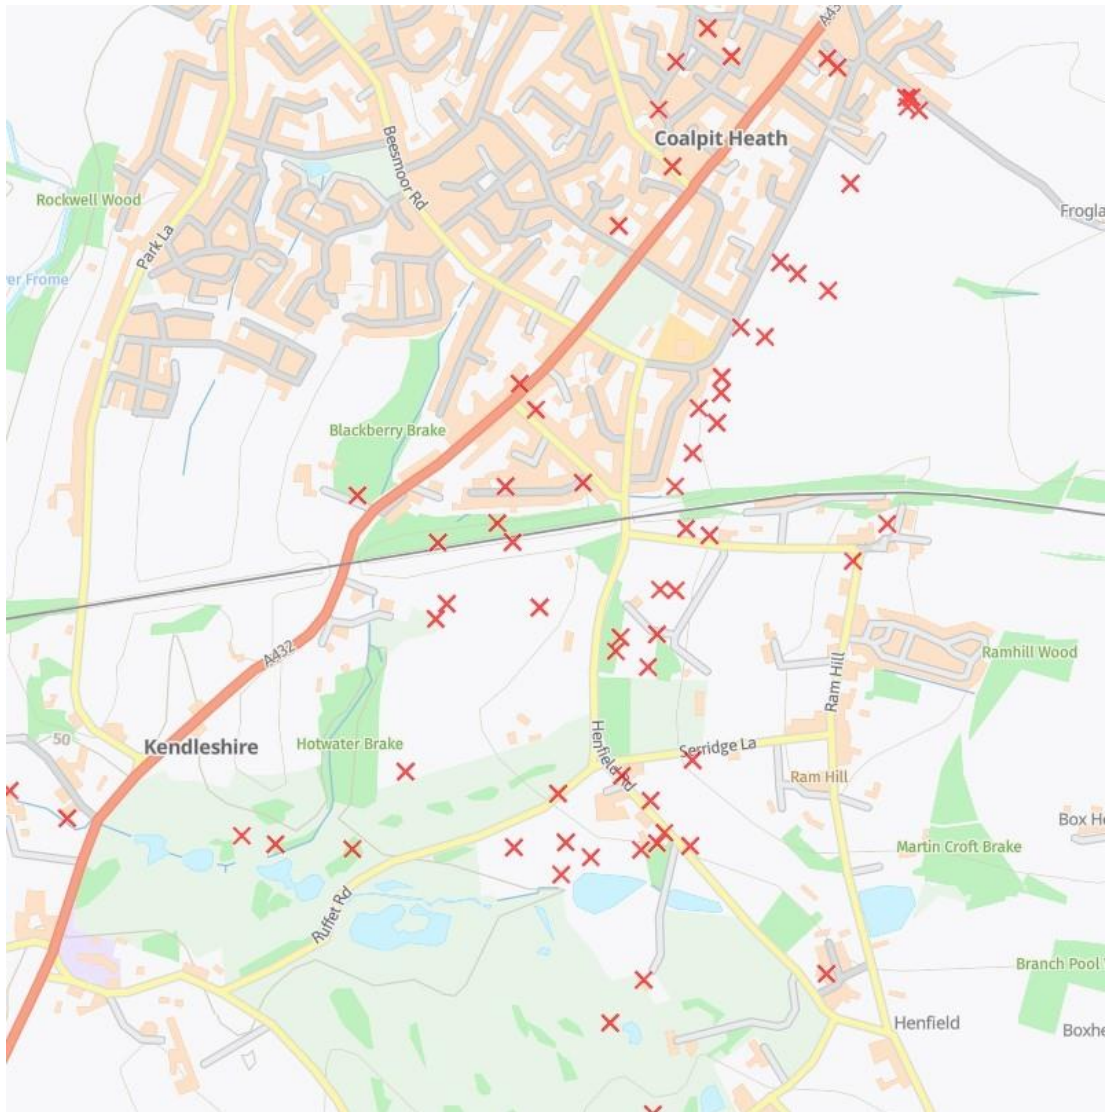 A43
Coalpit Heath
Beesmoor Rd
Rockwell Wood
Frogla
Park La
er Frome
Blackberry Brake
A432
Ramhill Wood
Ram Hill
50
Kendleshire
Hotwater Brake
Henfield Rd
Serridge La
Ram Hill
Box He
Martin Croft Brake
Ruffet Rd
Branch Pool
Henfield
Boxhe